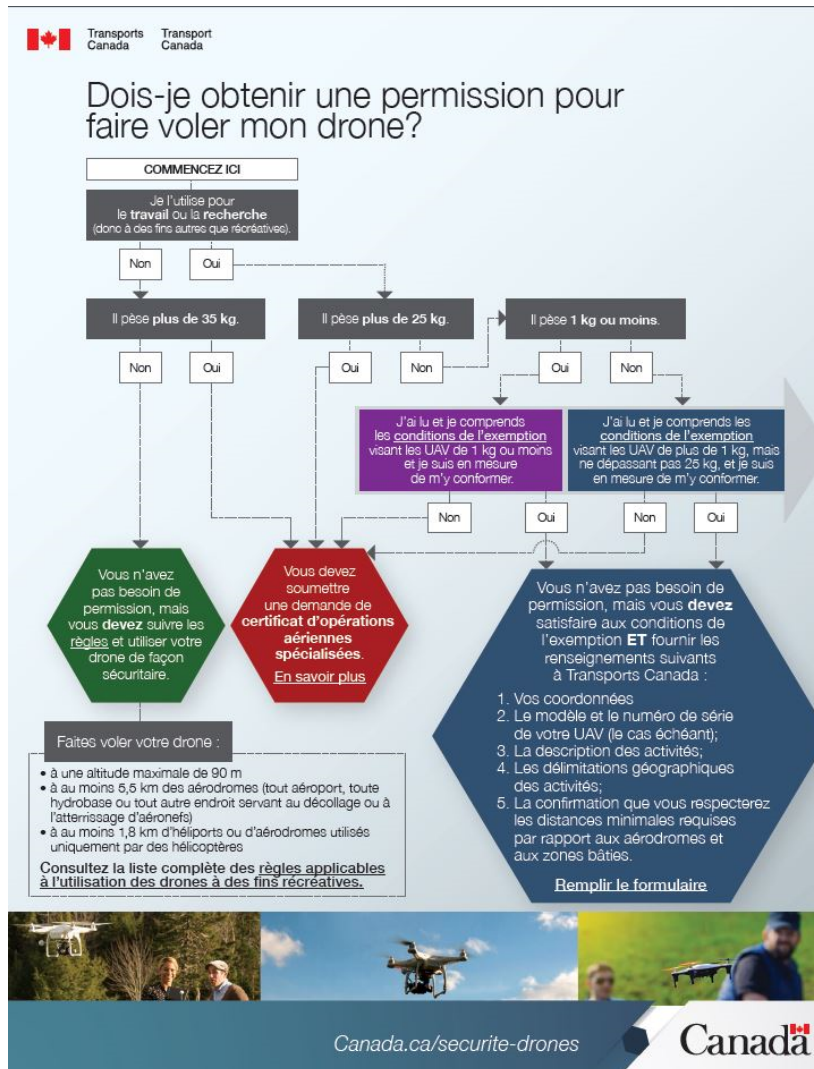 Transports
Canada
Transport
Canada
Dois-je obtenir une permission pour
faire voler mon drone?
COMMENCEZ ICI
Je l'utilise pour
le travail ou la recherche
(donc à des fins autres que récréatives).
Non
Oui
Il pèse plus de 35 kg.
Il pèse plus de 25 kg.
Il pèse 1 kg ou moins.
Non
Oui
Oui
Non
Oui
Non
J'ai lu et je comprends
les conditions de l'exemption
visant les UAV de 1 kg ou moins
et je suis en mesure
de m'y conformer.
J'ai lu et je comprends les
conditions de l'exemption
visant les UAV de plus de 1 kg, mais
ne dépassant pas 25 kg, et je suis
en mesure de m'y conformer.
Non
Oui
Non
Oui
Vous n'avez
pas besoin de
permission, mais
vous devez suivre les
règles et utiliser votre
drone de façon
sécuritaire.
Vous devez
soumettre
une demande de
certificat d'opérations
aériennes
spécialisées.
En savoir plus
Vous n'avez pas besoin de
permission, mais vous devez
satisfaire aux conditions de
l'exemption ET fournir les
renseignements suivants
à Transports Canada :
1. Vos coordonnées
2. Le modèle et le numéro de série
de votre UAV (le cas échéant);
3. La description des activités;
4. Les délimitations géographiques
des activités;
5. La confirmation que vous respecterez
les distances minimales requises
par rapport aux aérodromes et
aux zones bâties.
Remplir le formulaire
Faites voler votre drone :
• à une altitude maximale de 90 m
• à au moins 5,5 km des aérodromes (tout aéroport, toute
hydrobase ou tout autre endroit servant au décollage ou à
l'atterrissage d'aéronefs)
• à au moins 1,8 km d'héliports ou d'aérodromes utilisés
uniquement par des hélicoptères
Consultez la liste complète des règles applicables
à l'utilisation des drones à des fins récréatives.
Canada.ca/securite-drones
Canada